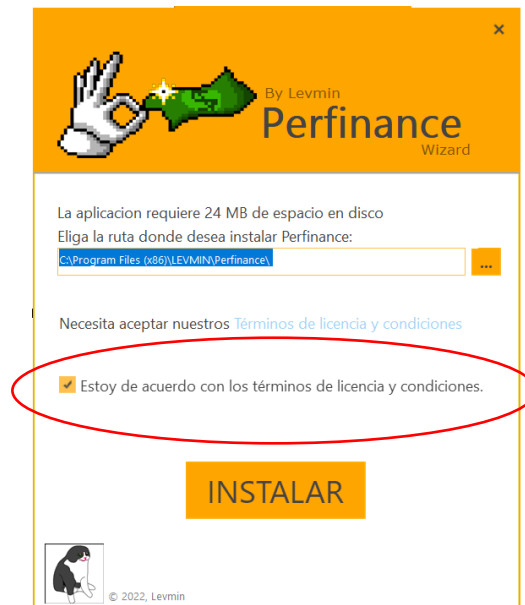 By Levmin
Perfinance
Wizard
La aplicacion requiere 24 MB de espacio en disco
Eliga la ruta donde desea instalar Perfinance:
C:\Program Files (x86)\LEVMIN\Perfinance\
...
Necesita aceptar nuestros Términos de licencia y condiciones
Estoy de acuerdo con los términos de licencia y condiciones.
INSTALAR
© 2022, Levmin